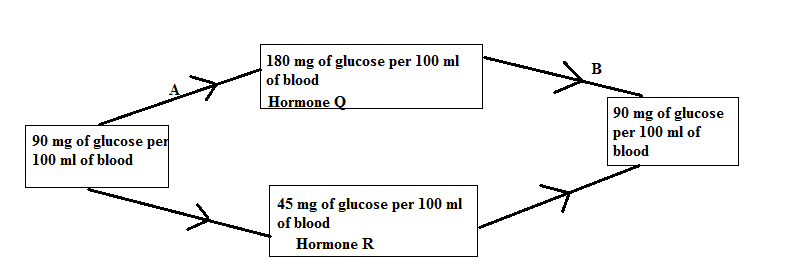 180 mg of glucose per 100 ml
of blood
Hormone Q
A
B
90 mg of glucose per
100 ml of blood
90 mg of glucose
per 100 ml of
blood
45 mg of glucose per 100 ml
of blood
Hormone R